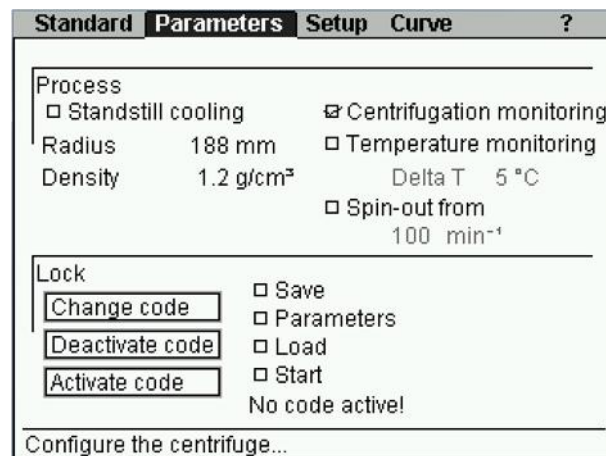 Standard Parameters Setup Curve ?
Process
Standstill cooling
Centrifugation monitoring
Radius 188 mm
Temperature monitoring
Density 1.2 g/cm³
Delta T 5 °C
Spin-out from
100 min⁻¹
Lock
Change code
Save
Parameters
Deactivate code
Load
Activate code
Start
No code active!
Configure the centrifuge...